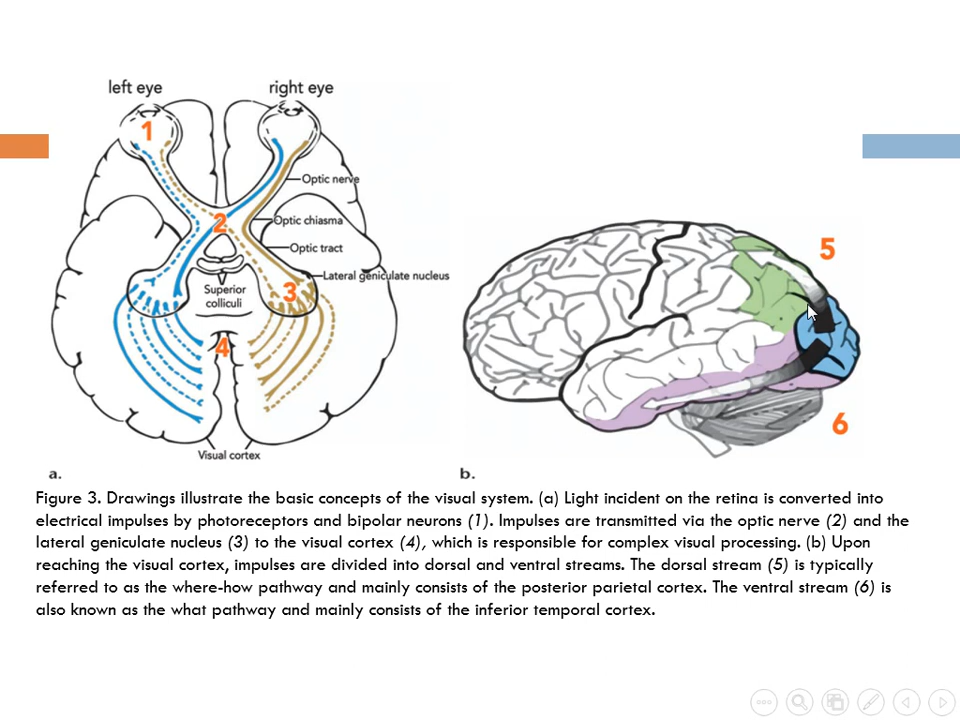 left eye
right eye
1
Optic nerve
2
Optic chiasma
Optic tract
Lateral geniculate nucleus
3
Superior
colliculi
4
Visual cortex
5
6
a.
b.
Figure 3. Drawings illustrate the basic concepts of the visual system. (a) Light incident on the retina is converted into
electrical impulses by photoreceptors and bipolar neurons (1). Impulses are transmitted via the optic nerve (2) and the
lateral geniculate nucleus (3) to the visual cortex (4), which is responsible for complex visual processing. (b) Upon
reaching the visual cortex, impulses are divided into dorsal and ventral streams. The dorsal stream (5) is typically
referred to as the where-how pathway and mainly consists of the posterior parietal cortex. The ventral stream (6) is
also known as the what pathway and mainly consists of the inferior temporal cortex.